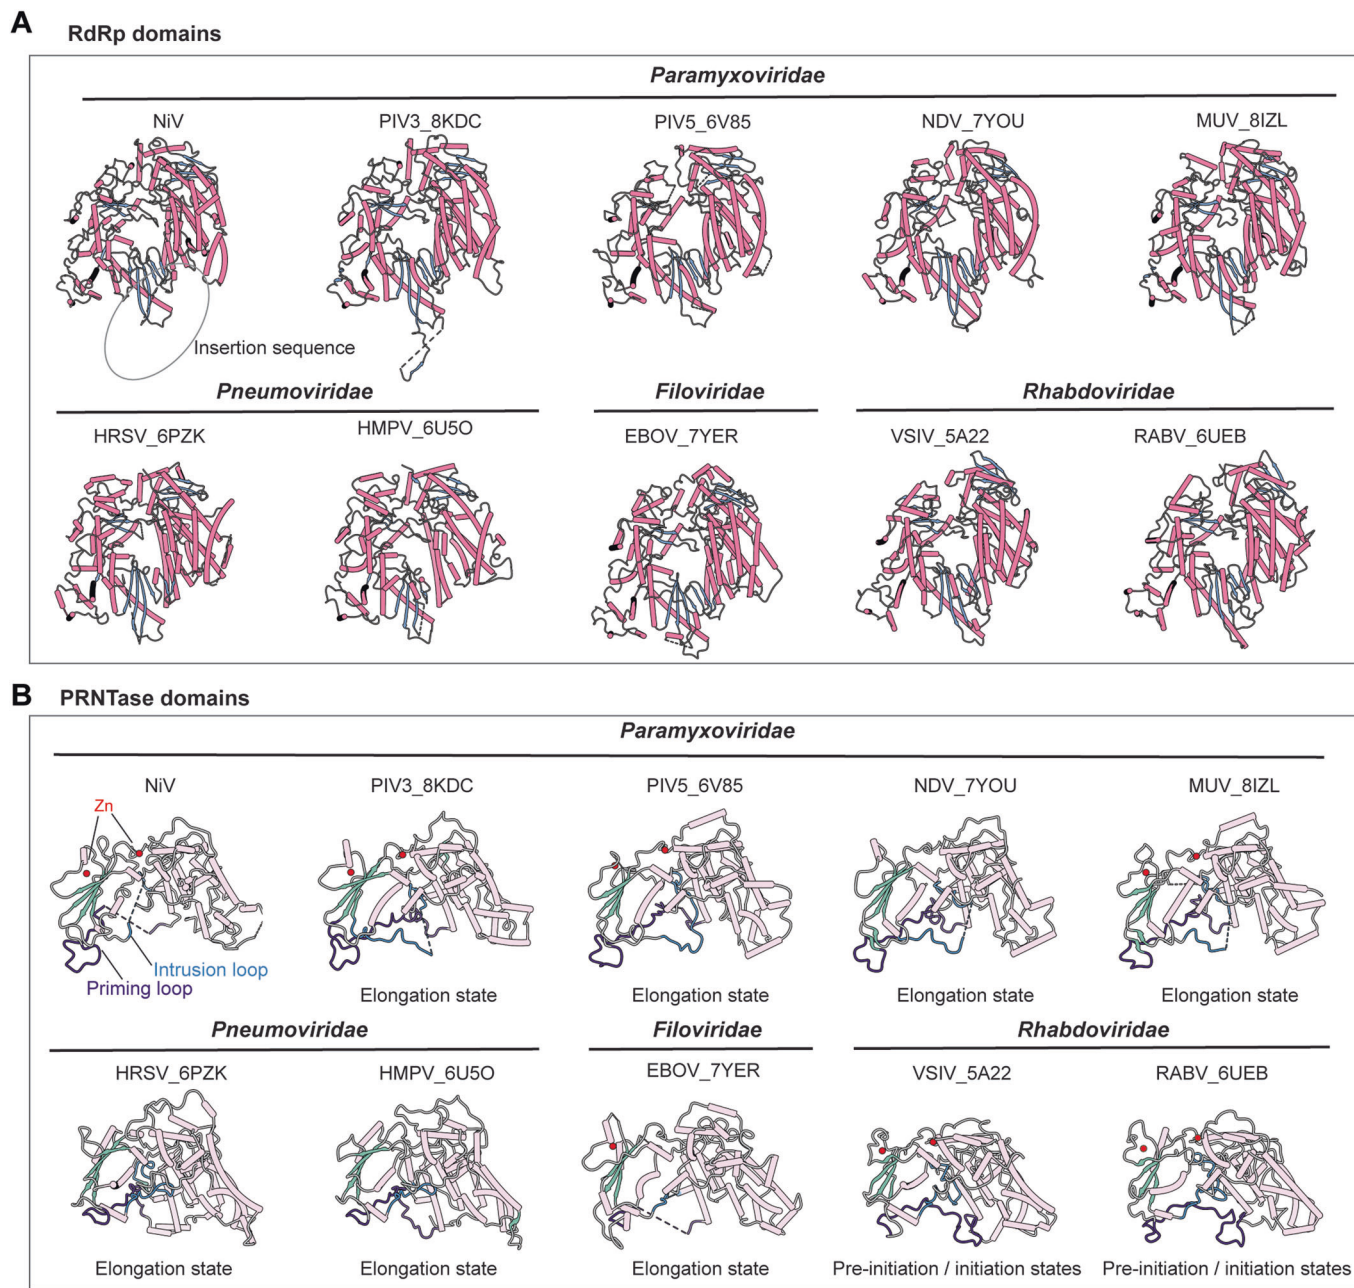 A RdRp domains
Paramyxoviridae
NiV PIV3_8KDC PIV5_6V85 NDV_7YOU MUV_8IZL
Insertion sequence
Pneumoviridae Filoviridae Rhabdoviridae
HRSV_6PZK HMPV_6U5O EBOV_7YER VSIV_5A22 RABV_6UEB
B PRNTase domains
Paramyxoviridae
NiV PIV3_8KDC PIV5_6V85 NDV_7YOU MUV_8IZL
Zn
Intrusion loop
Priming loop
Elongation state Elongation state Elongation state Elongation state
Pneumoviridae Filoviridae Rhabdoviridae
HRSV_6PZK HMPV_6U5O EBOV_7YER VSIV_5A22 RABV_6UEB
Elongation state Elongation state Elongation state Pre-initiation / initiation states Pre-initiation / initiation states